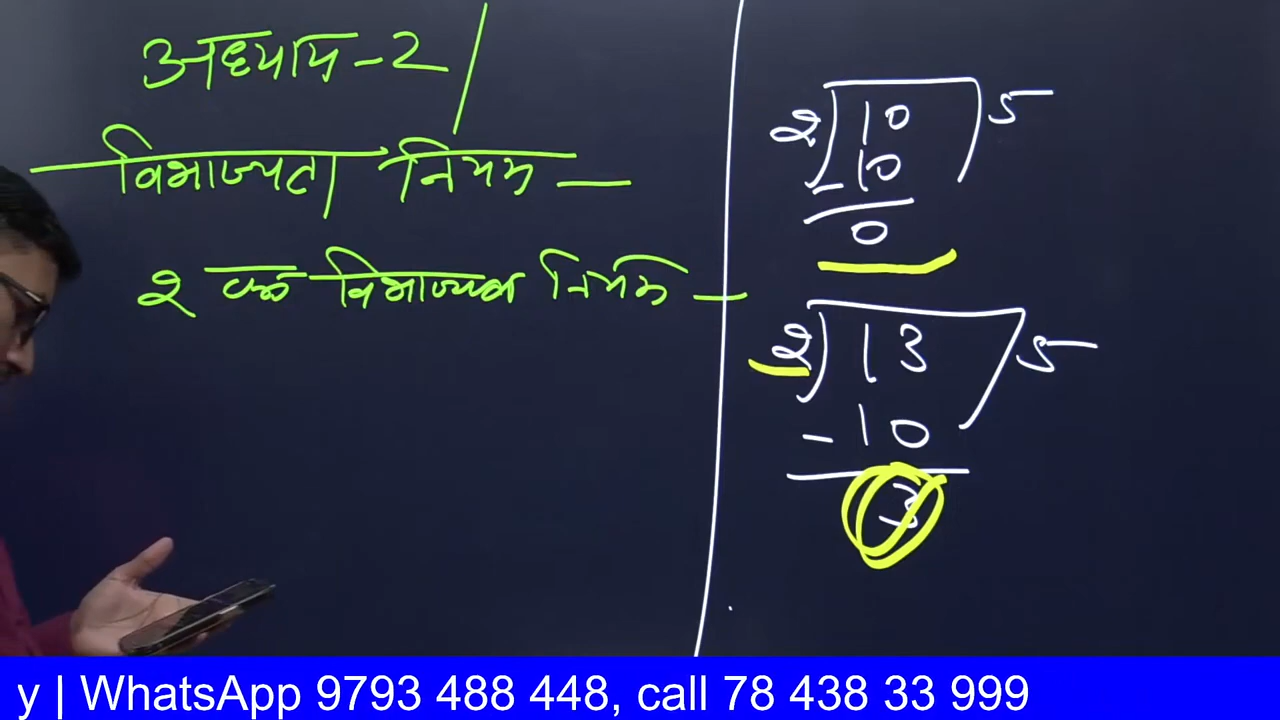 अध्याय-2
विभाज्यता नियम —
2 का विभाज्यता नियम —
2) 10 ( 5
- 10
0
2) 13 ( 5
- 10
3
y | WhatsApp 9793 488 448, call 78 438 33 999